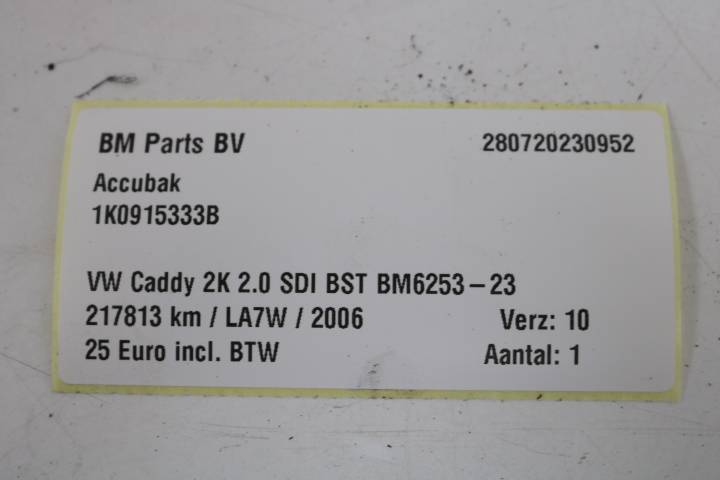 BM Parts BV 280720230952
Accubak
1K0915333B
VW Caddy 2K 2.0 SDI BST BM6253-23
217813 km / LA7W / 2006 Verz: 10
25 Euro incl. BTW Aantal: 1